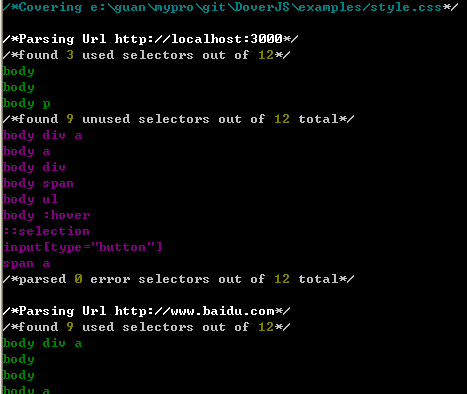 /*Covering e:\guan\mypro\git\DoverJS\examples/style.css*/
/*Parsing Url http://localhost:3000*/
/*found 3 used selectors out of 12*/
body
body
body p
/*found 9 unused selectors out of 12 total*/
body div a
body a
body div
body span
body ul
body :hover
::selection
input[type="button"]
span a
/*parsed 0 error selectors out of 12 total*/
/*Parsing Url http://www.baidu.com*/
/*found 9 used selectors out of 12*/
body div a
body
body
body a